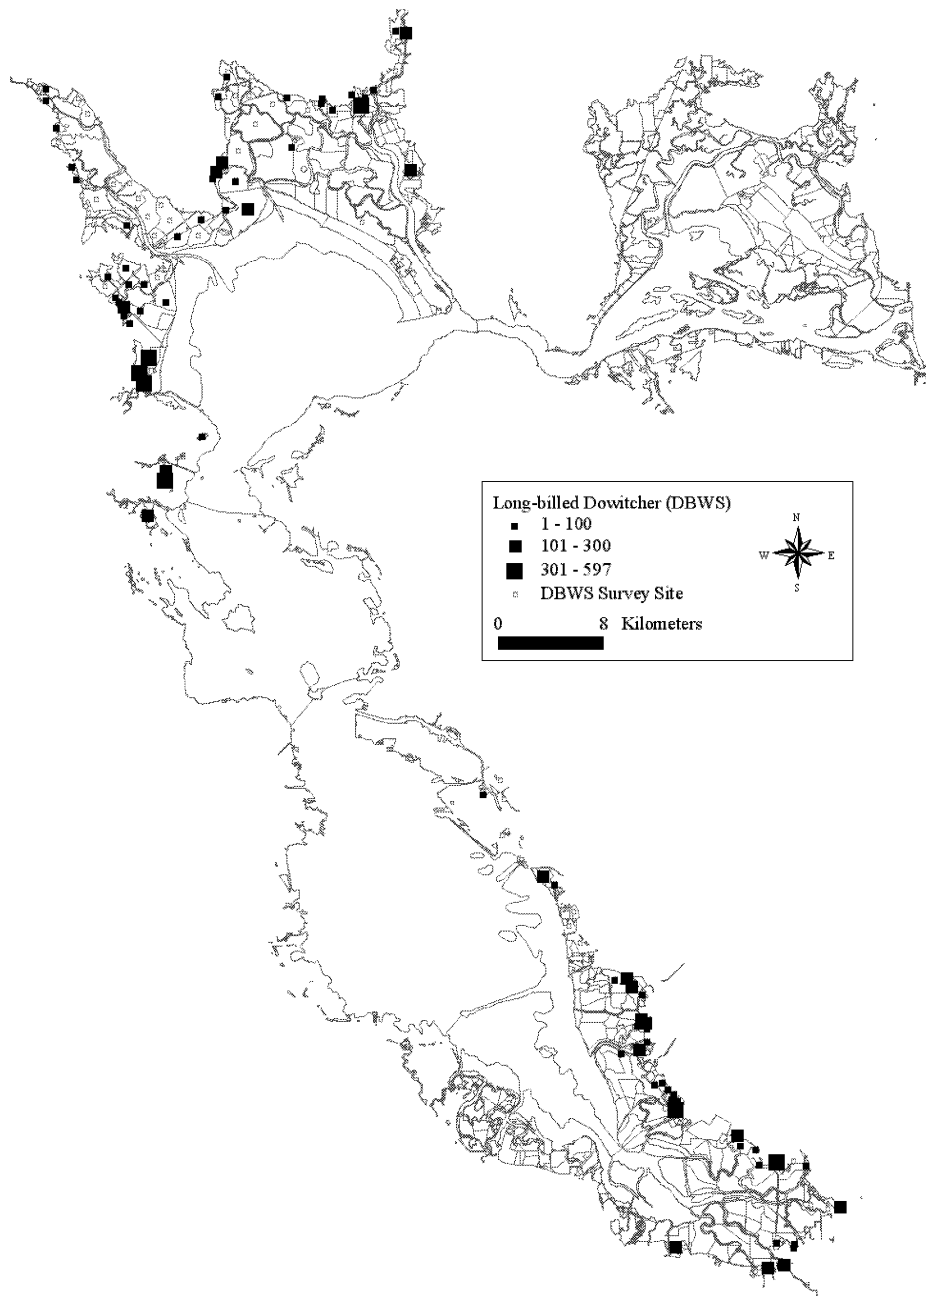 Long-billed Dowitcher (DBWS)
1 - 100
101 - 300
301 - 597
DBWS Survey Site
0 8 Kilometers
N
W E
S